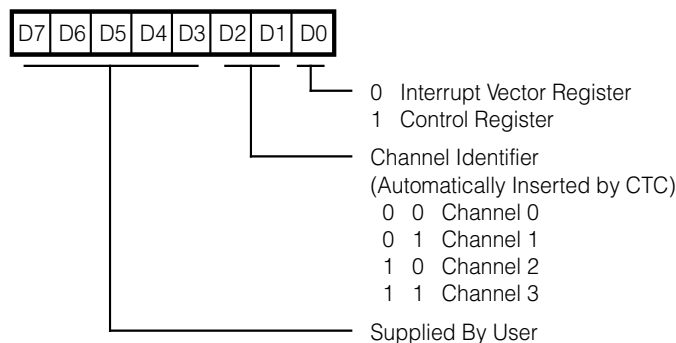 D7 D6 D5 D4 D3 D2 D1 D0
0 Interrupt Vector Register
1 Control Register
Channel Identifier
(Automatically Inserted by CTC)
0 0 Channel 0
0 1 Channel 1
1 0 Channel 2
1 1 Channel 3
Supplied By User